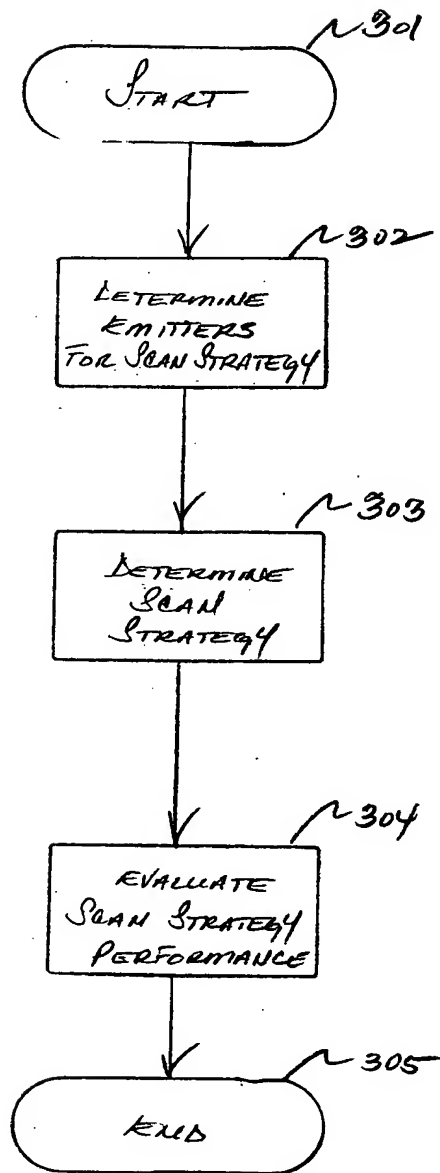 301
START
302
DETERMINE
EMITTERS
FOR SCAN STRATEGY
303
DETERMINE
SCAN
STRATEGY
304
EVALUATE
SCAN STRATEGY
PERFORMANCE
305
END